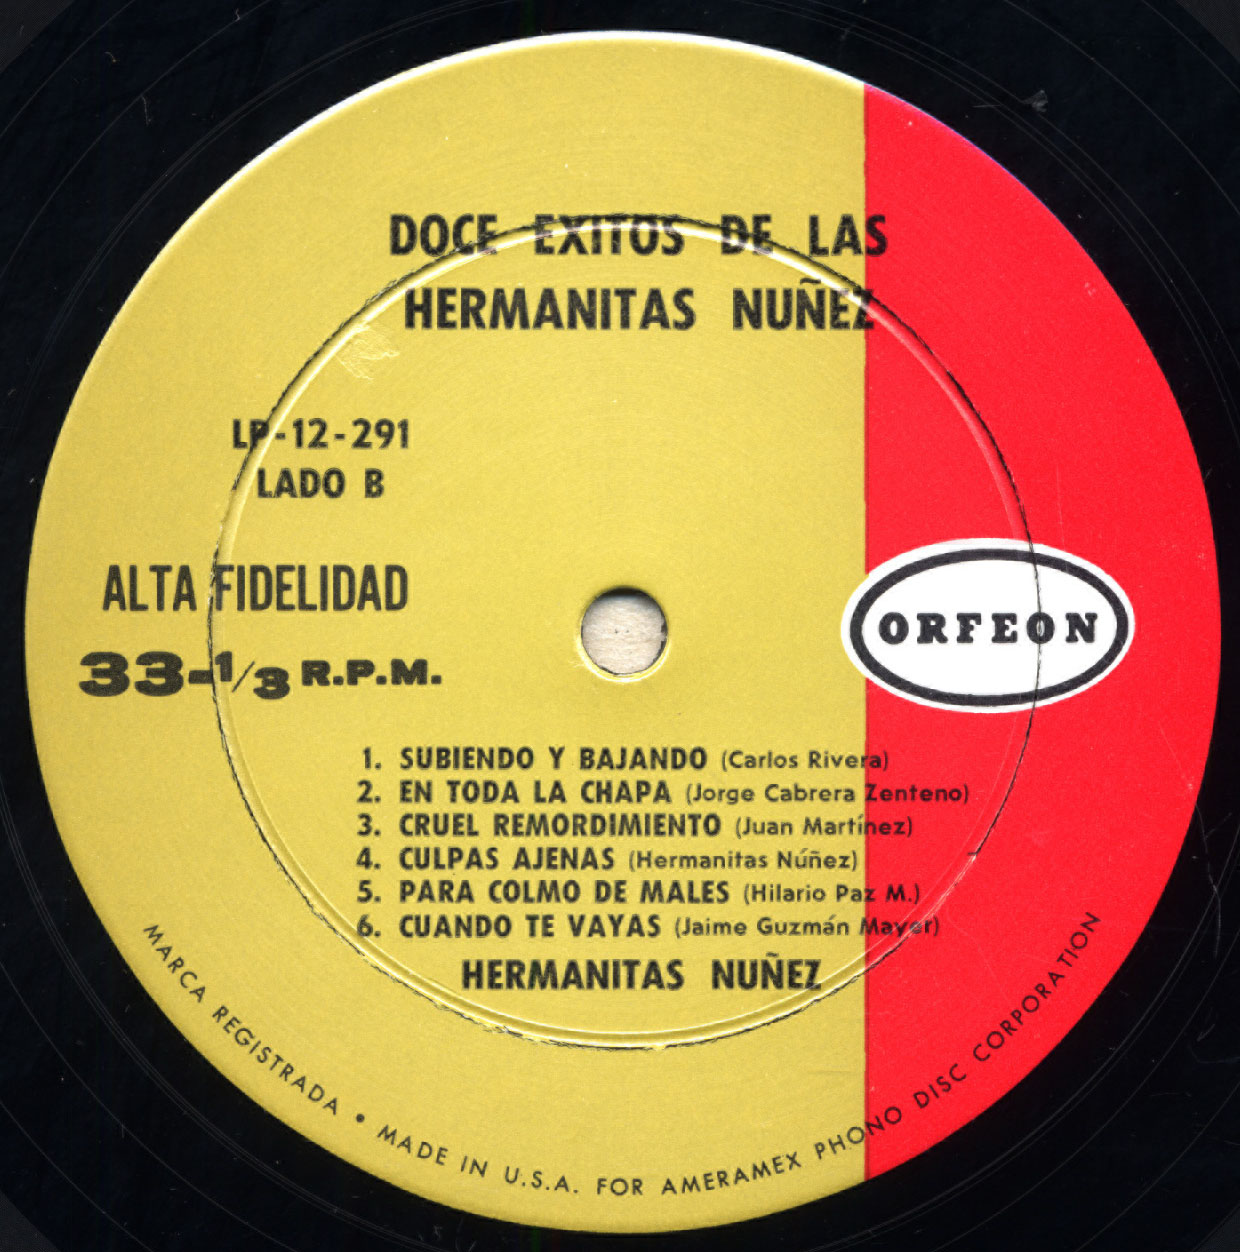 DOCE EXITOS DE LAS
HERMANITAS NUÑEZ
LP-12-291
LADO B
ALTA FIDELIDAD
33-1/3 R.P.M.
ORFEON
1. SUBIENDO Y BAJANDO (Carlos Rivera)
2. EN TODA LA CHAPA (Jorge Cabrera Zenteno)
3. CRUEL REMORDIMIENTO (Juan Martínez)
4. CULPAS AJENAS (Hermanitas Núñez)
5. PARA COLMO DE MALES (Hilario Paz M.)
6. CUANDO TE VAYAS (Jaime Guzmán Mayer)
HERMANITAS NUÑEZ
MARCA REGISTRADA • MADE IN U.S.A. FOR AMERAMEX PHONO DISC CORPORATION